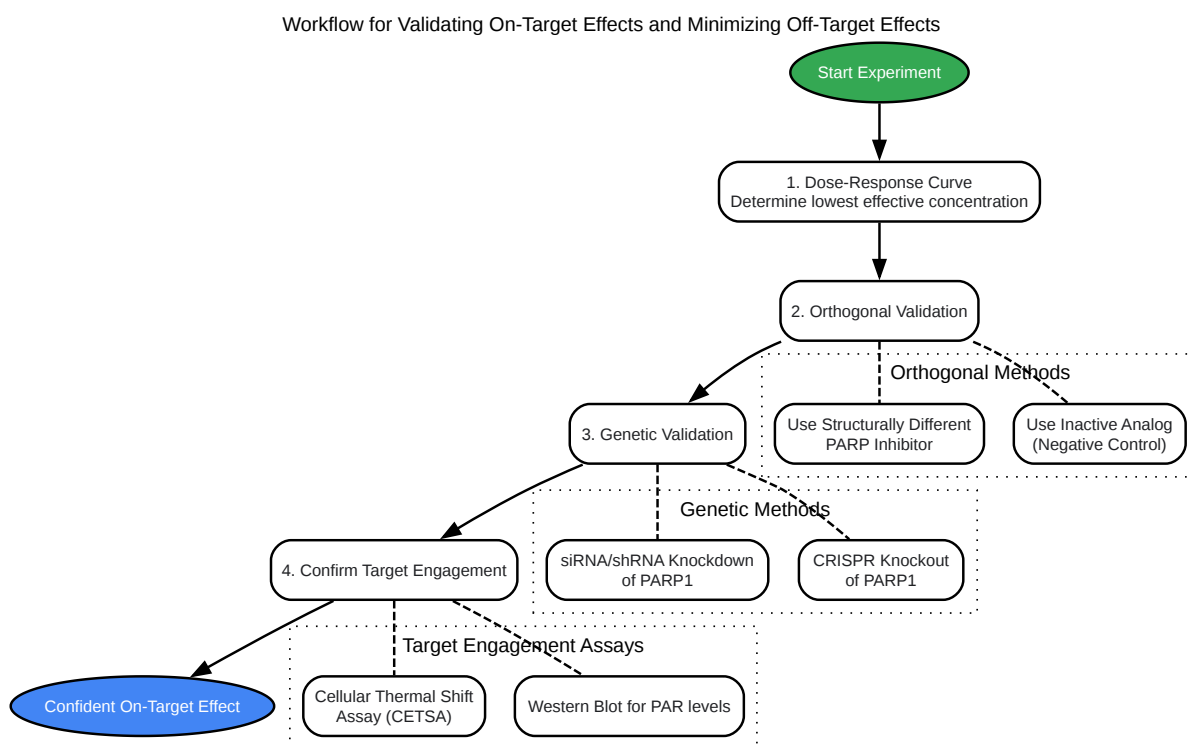 Workflow for Validating On-Target Effects and Minimizing Off-Target Effects
Start Experiment
1. Dose-Response Curve
Determine lowest effective concentration
2. Orthogonal Validation
Orthogonal Methods
Use Structurally Different
PARP Inhibitor
Use Inactive Analog
(Negative Control)
3. Genetic Validation
Genetic Methods
siRNA/shRNA Knockdown
of PARP1
CRISPR Knockout
of PARP1
4. Confirm Target Engagement
Target Engagement Assays
Cellular Thermal Shift
Assay (CETSA)
Western Blot for PAR levels
Confident On-Target Effect